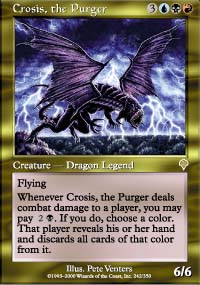 Crosis, the Purger 3
Creature — Dragon Legend
Flying
Whenever Crosis, the Purger deals
combat damage to a player, you may
pay 2. If you do, choose a color.
That player reveals his or her hand
and discards all cards of that color
from it.
Illus. Pete Venters
©1993-2000 Wizards of the Coast, Inc. 242/350
6/6